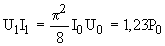 U₁I₁ = π²/8 I₀U₀ = 1,23P₀